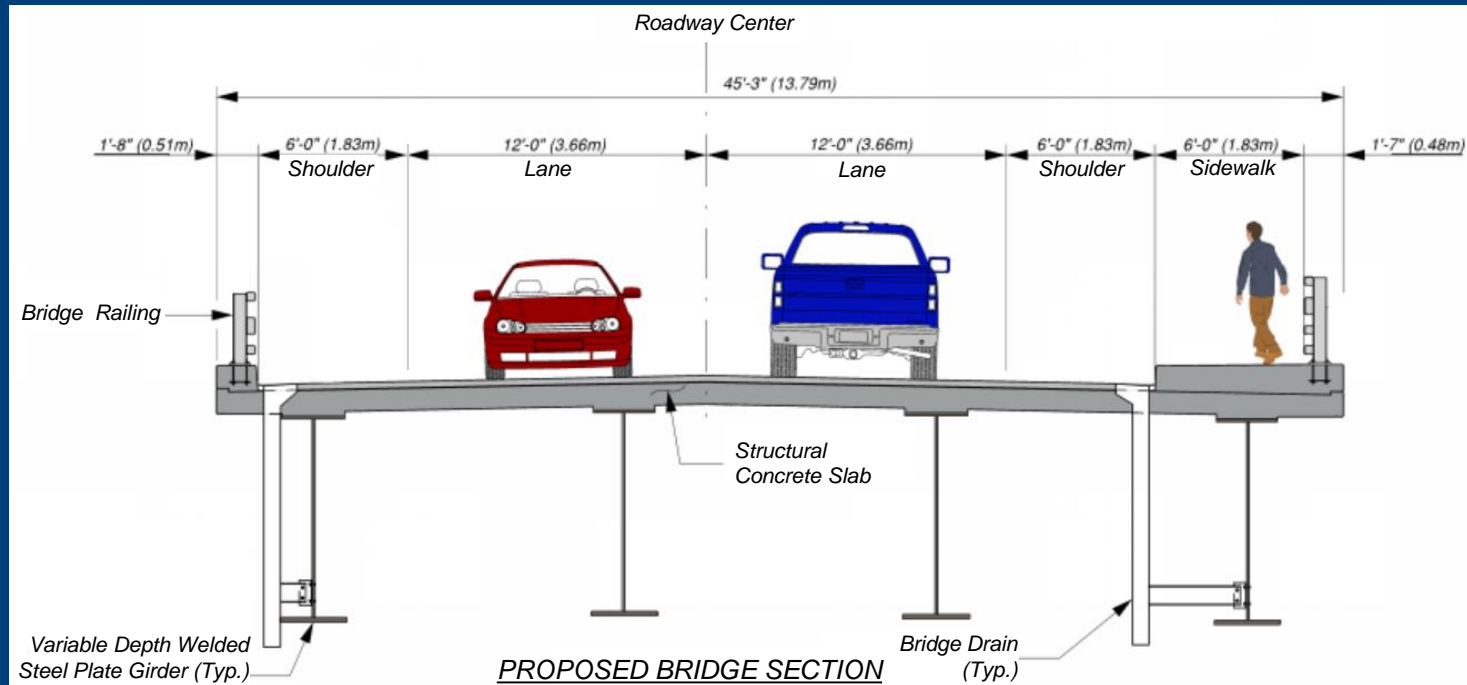 Roadway Center
45'-3" (13.79m)
1'-8" (0.51m)
6'-0" (1.83m)
Shoulder
12'-0" (3.66m)
Lane
12'-0" (3.66m)
Lane
6'-0" (1.83m)
Shoulder
6'-0" (1.83m)
Sidewalk
1'-7" (0.48m)
Bridge Railing
Structural
Concrete Slab
Variable Depth Welded
Steel Plate Girder (Typ.)
PROPOSED BRIDGE SECTION
Bridge Drain
(Typ.)